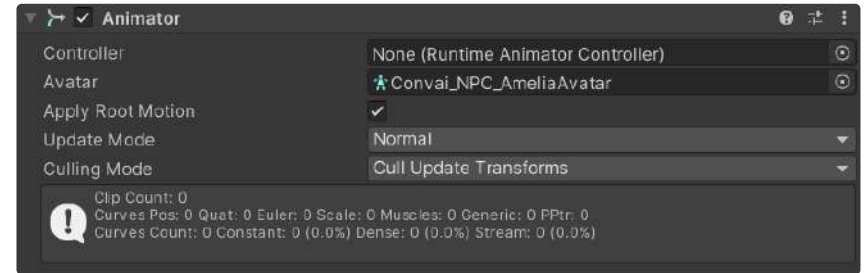 Animator
Controller
None (Runtime Animator Controller)
Avatar
Convai_NPC_AmeliaAvatar
Apply Root Motion
Update Mode
Normal
Culling Mode
Cull Update Transforms
Clip Count: 0
Curves Pos: 0 Quat: 0 Euler: 0 Scale: 0 Muscles: 0 Generic: 0 PPtr: 0
Curves Count: 0 Constant: 0 (0.0%) Dense: 0 (0.0%) Stream: 0 (0.0%)